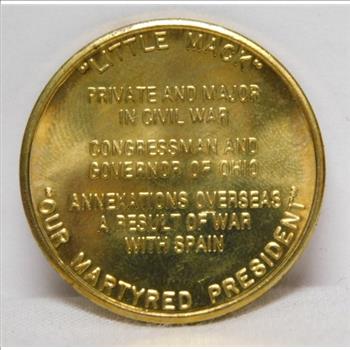 "LITTLE MACK"
PRIVATE AND MAJOR
IN CIVIL WAR
CONGRESSMAN AND
GOVERNOR OF OHIO
ANNEXATIONS OVERSEAS
A RESULT OF WAR
WITH SPAIN
~OUR MARTYRED PRESIDENT~